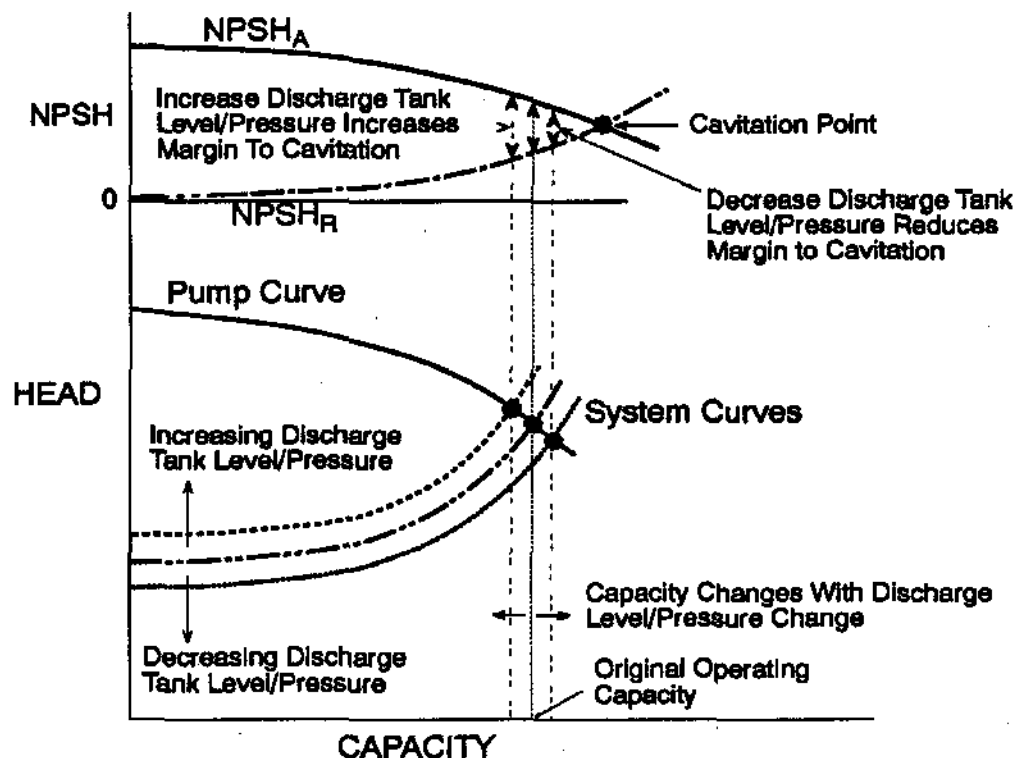 NPSHA
NPSH
Increase Discharge Tank
Level/Pressure Increases
Margin To Cavitation
Cavitation Point
0
NPSHR
Decrease Discharge Tank
Level/Pressure Reduces
Margin to Cavitation
Pump Curve
HEAD
System Curves
Increasing Discharge
Tank Level/Pressure
Capacity Changes With Discharge
Level/Pressure Change
Decreasing Discharge
Tank Level/Pressure
Original Operating
Capacity
CAPACITY